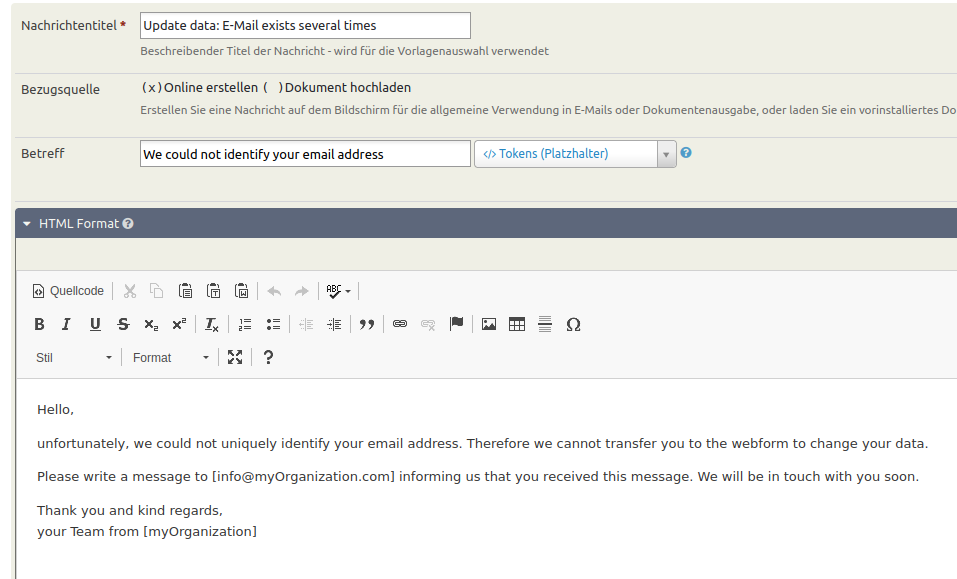 Nachrichtentitel *
Update data: E-Mail exists several times
Beschreibender Titel der Nachricht - wird für die Vorlagenauswahl verwendet
Bezugsquelle
(x)Online erstellen ( )Dokument hochladen
Erstellen Sie eine Nachricht auf dem Bildschirm für die allgemeine Verwendung in E-Mails oder Dokumentenausgabe, oder laden Sie ein vorinstalliertes Do
Betreff
We could not identify your email address
</> Tokens (Platzhalter)
?
HTML Format ?
Quellcode
ABC
B I U S x₂ x² Tx
Stil
Format
?
Hello,
unfortunately, we could not uniquely identify your email address. Therefore we cannot transfer you to the webform to change your data.
Please write a message to [info@myOrganization.com] informing us that you received this message. We will be in touch with you soon.
Thank you and kind regards,
your Team from [myOrganization]